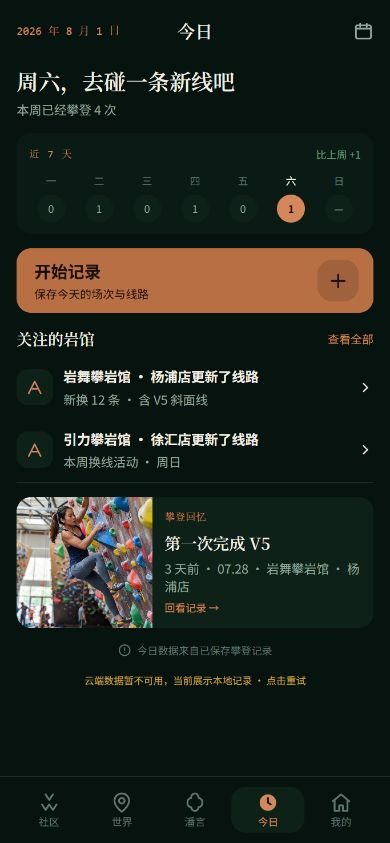 2026 年 8 月 1 日
今日
周六，去碰一条新线吧
本周已经攀登 4 次
近 7 天
比上周 +1
一 二 三 四 五 六 日
0 1 0 1 0 1 —
开始记录
保存今天的场次与线路
关注的岩馆
查看全部
岩舞攀岩馆 · 杨浦店更新了线路
新换 12 条 · 含 V5 斜面线
引力攀岩馆 · 徐汇店更新了线路
本周换线活动 · 周日
攀登回忆
第一次完成 V5
3 天前 · 07.28 · 岩舞攀岩馆 · 杨
浦店
回看记录 →
今日数据来自已保存攀登记录
云端数据暂不可用，当前展示本地记录 · 点击重试
社区 世界 潘言 今日 我的